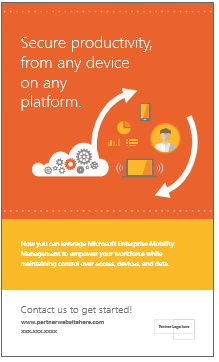 Secure productivity,
from any device
on any
platform.
Now you can leverage Microsoft Enterprise Mobility
Management to empower your workforce while
maintaining control over access, devices, and data.
Contact us to get started!
www.partnerwebsitehere.com
xxx.xxx.xxxx
Partner Logo here